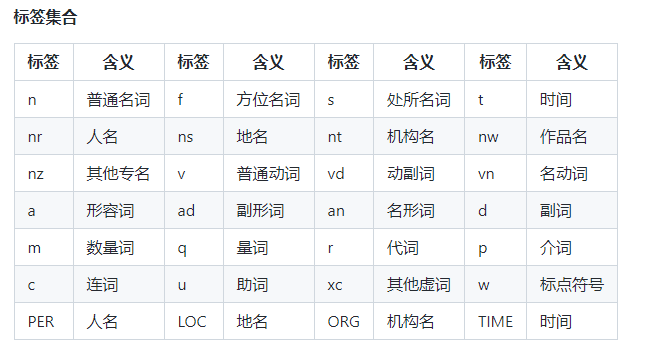 标签集合
标签 含义 标签 含义 标签 含义 标签 含义
n 普通名词 f 方位名词 s 处所名词 t 时间
nr 人名 ns 地名 nt 机构名 nw 作品名
nz 其他专名 v 普通动词 vd 动副词 vn 名动词
a 形容词 ad 副形词 an 名形词 d 副词
m 数量词 q 量词 r 代词 p 介词
c 连词 u 助词 xc 其他虚词 w 标点符号
PER 人名 LOC 地名 ORG 机构名 TIME 时间